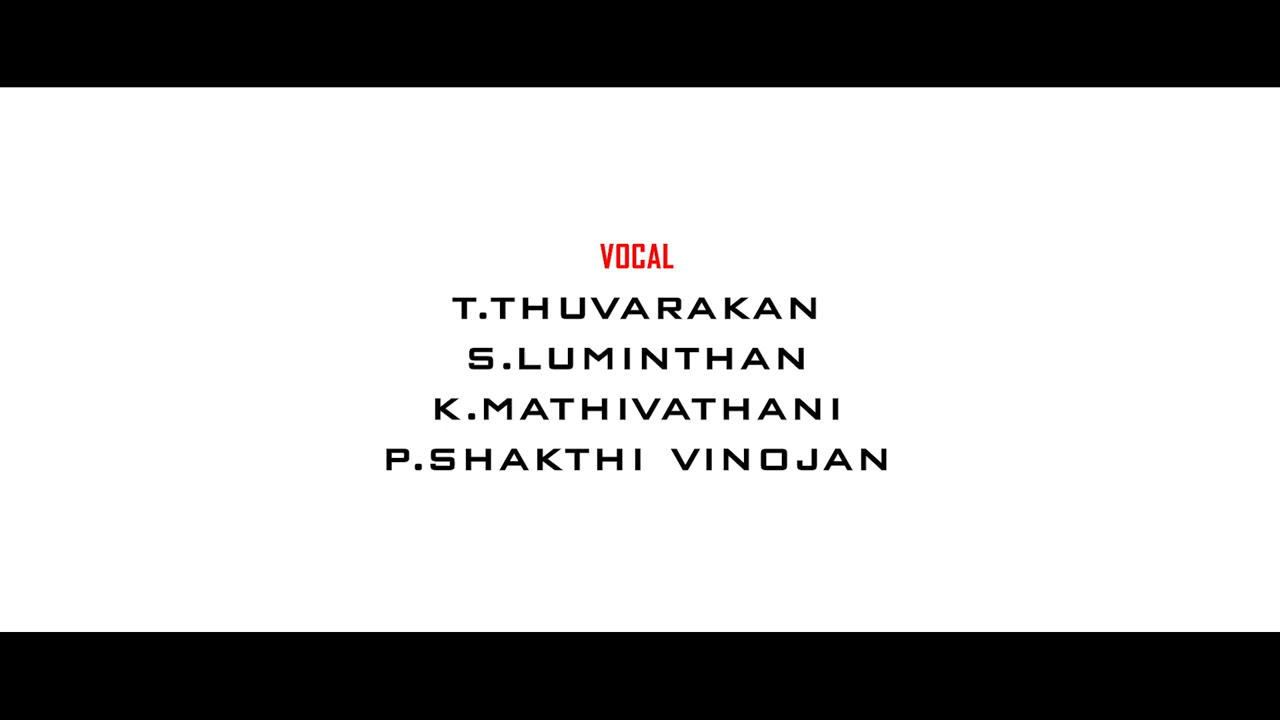 VOCAL
T.THUVARAKAN
S.LUMINTHAN
K.MATHIVATHANI
P.SHAKTHI VINOJAN